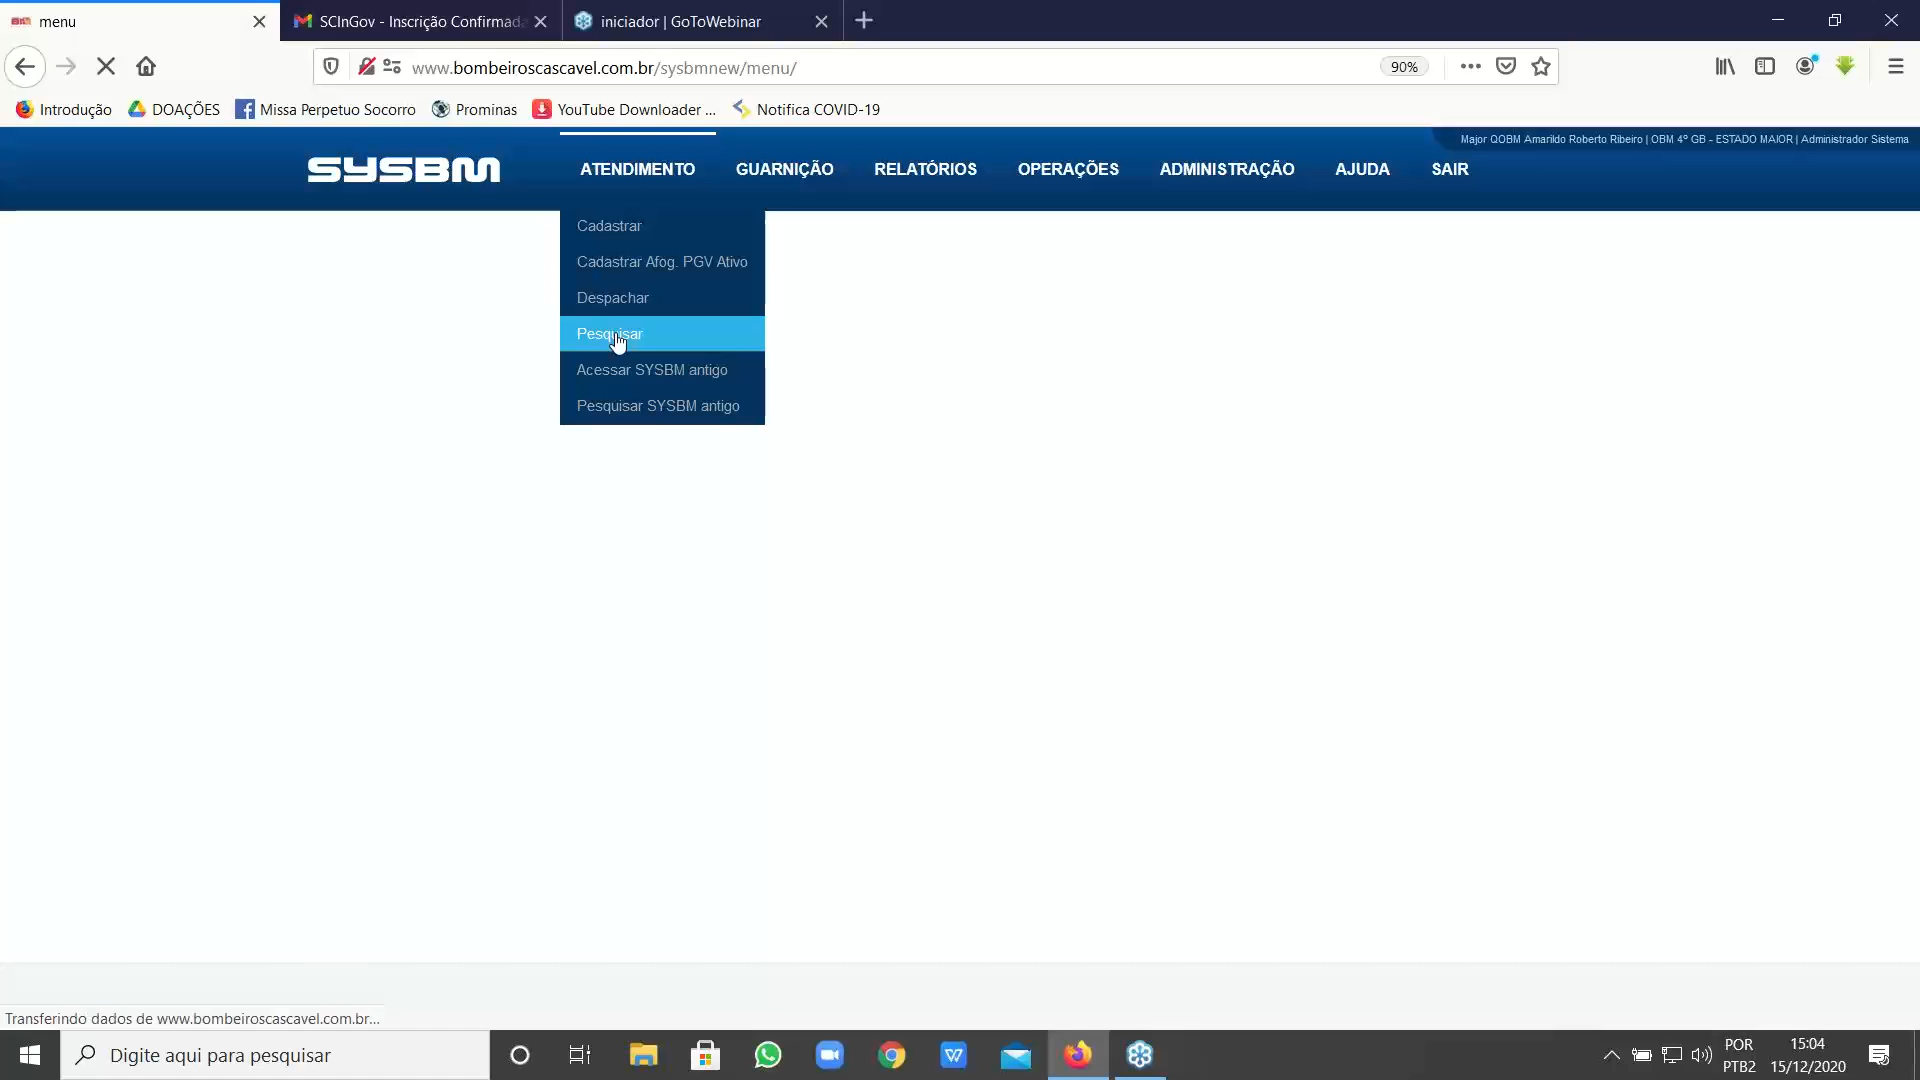 menu
SCInGov - Inscrição Confirmad
iniciador | GoToWebinar
www.bombeiroscascavel.com.br/sysbmnew/menu/
90%
Introdução
DOAÇÕES
Missa Perpetuo Socorro
Prominas
YouTube Downloader ...
Notifica COVID-19
Major QOBM Amarildo Roberto Ribeiro | OBM 4º GB - ESTADO MAIOR | Administrador Sistema
SYSBM
ATENDIMENTO
GUARNIÇÃO
RELATÓRIOS
OPERAÇÕES
ADMINISTRAÇÃO
AJUDA
SAIR
Cadastrar
Cadastrar Afog. PGV Ativo
Despachar
Pesquisar
Acessar SYSBM antigo
Pesquisar SYSBM antigo
Transferindo dados de www.bombeiroscascavel.com.br...
Digite aqui para pesquisar
POR
PTB2
15:04
15/12/2020